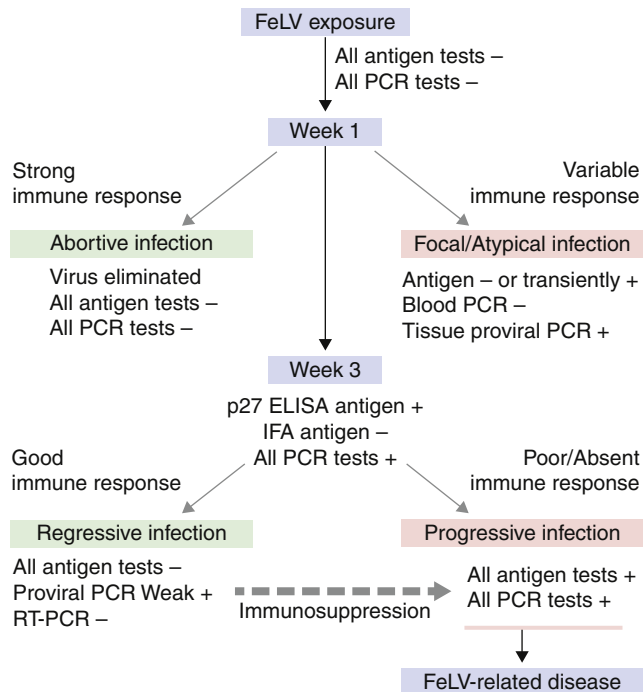 FeLV exposure
All antigen tests –
All PCR tests –
Week 1
Strong
immune response
Variable
immune response
Abortive infection
Virus eliminated
All antigen tests –
All PCR tests –
Focal/Atypical infection
Antigen – or transiently +
Blood PCR –
Tissue proviral PCR +
Week 3
p27 ELISA antigen +
IFA antigen –
All PCR tests +
Good
immune response
Poor/Absent
immune response
Regressive infection
All antigen tests –
Proviral PCR Weak +
RT-PCR –
Immunosuppression
Progressive infection
All antigen tests +
All PCR tests +
FeLV-related disease